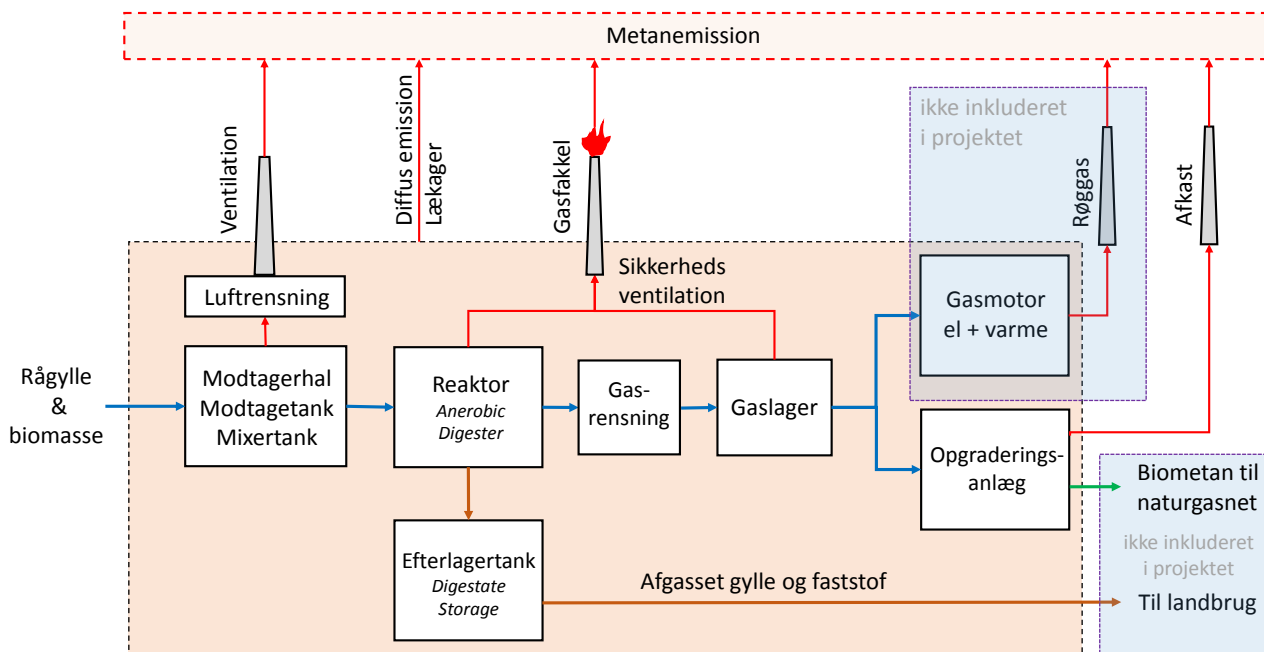 Metanemission
ikke inkluderet
i projektet
Ventilation
Diffus emission
Lækager
Gasfakkel
Røggas
Afkast
Sikkerheds
ventilation
Luftrensning
Gasmotor
el + varme
Rågylle
&
biomasse
Modtagerhal
Modtagetank
Mixertank
Reaktor
Anerobic
Digester
Gas-
rensning
Gaslager
Opgraderings-
anlæg
Biometan til
naturgasnet
ikke inkluderet
i projektet
Efterlagertank
Digestate
Storage
Afgasset gylle og faststof
Til landbrug